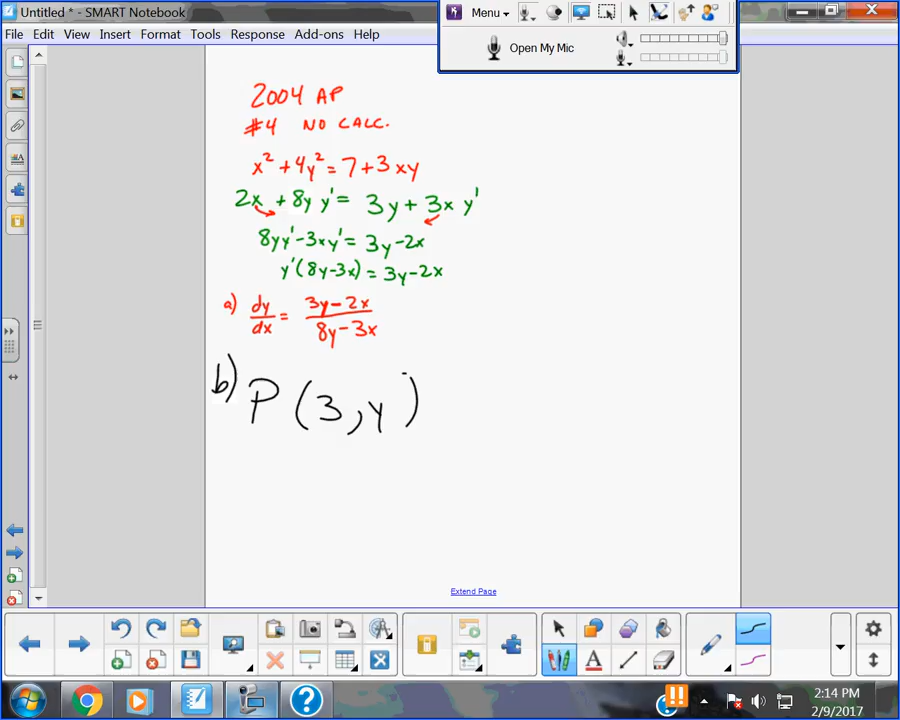 Untitled * - SMART Notebook
Menu
File Edit View Insert Format Tools Response Add-ons Help
Open My Mic
2004 AP
#4 NO CALC.
x² + 4y² = 7 + 3xy
2x + 8y y' = 3y + 3x y'
8yy' - 3xy' = 3y - 2x
y'(8y - 3x) = 3y - 2x
a) dy/dx = (3y - 2x)/(8y - 3x)
b) P (3, y)
Extend Page
A
2:14 PM
2/9/2017